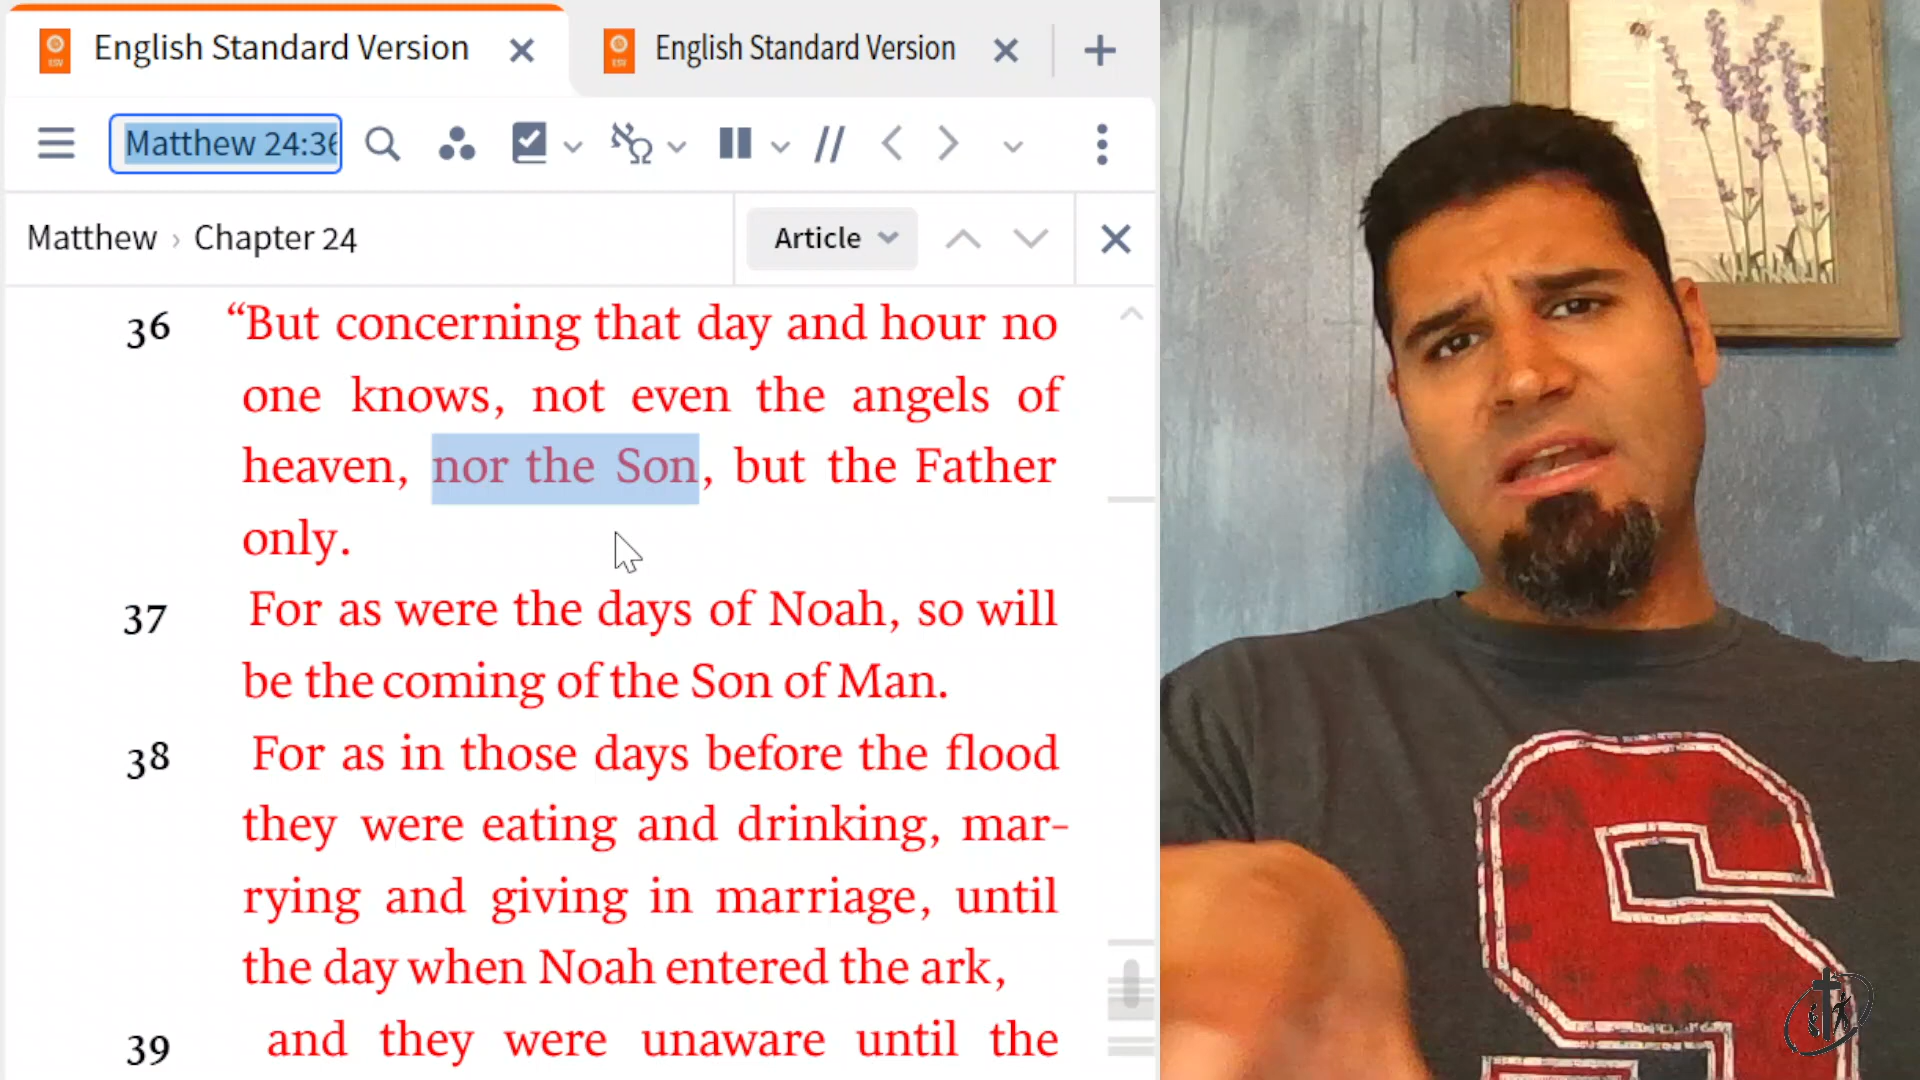 English Standard Version
English Standard Version
Matthew 24:36
Matthew › Chapter 24
Article
36 “But concerning that day and hour no
one knows, not even the angels of
heaven, nor the Son, but the Father
only.
37 For as were the days of Noah, so will
be the coming of the Son of Man.
38 For as in those days before the flood
they were eating and drinking, mar-
rying and giving in marriage, until
the day when Noah entered the ark,
39 and they were unaware until the
S